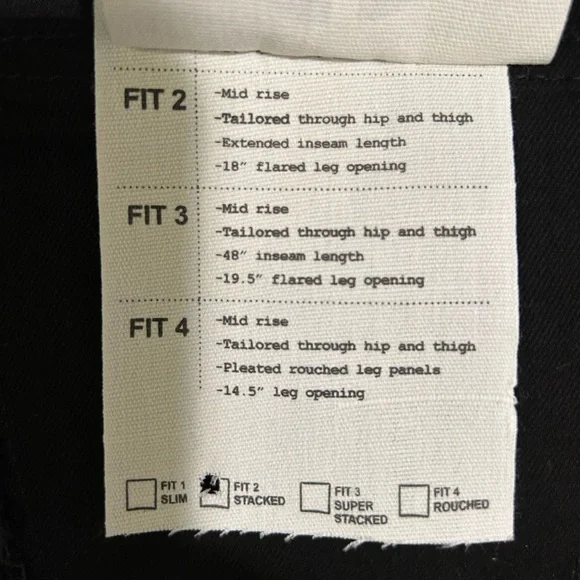 FIT 2
-Mid rise
-Tailored through hip and thigh
-Extended inseam length
-18" flared leg opening
FIT 3
-Mid rise
-Tailored through hip and thigh
-48" inseam length
-19.5" flared leg opening
FIT 4
-Mid rise
-Tailored through hip and thigh
-Pleated rouched leg panels
-14.5" leg opening
FIT 1
SLIM
FIT 2
STACKED
FIT 3
SUPER
STACKED
FIT 4
ROUCHED